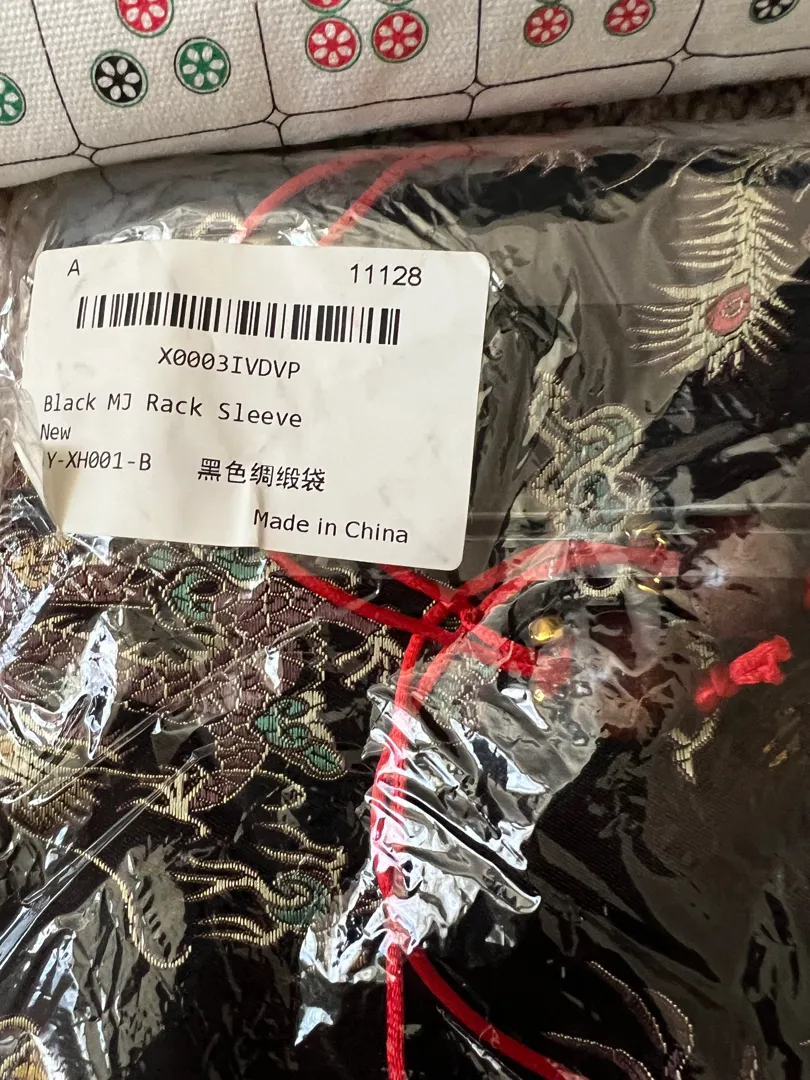 A 11128
X0003IVDVP
Black MJ Rack Sleeve
New
Y-XH001-B 黑色绸缎袋
Made in China